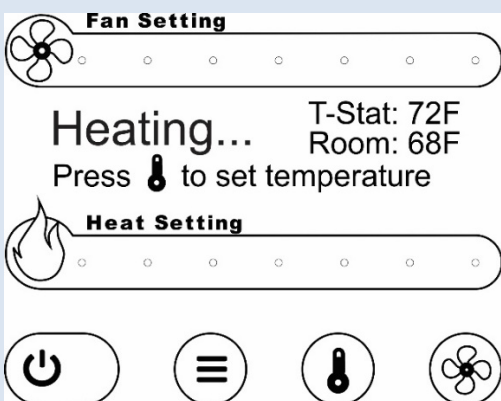 Fan Setting
Heating...
T-Stat: 72F
Room: 68F
Press to set temperature
Heat Setting